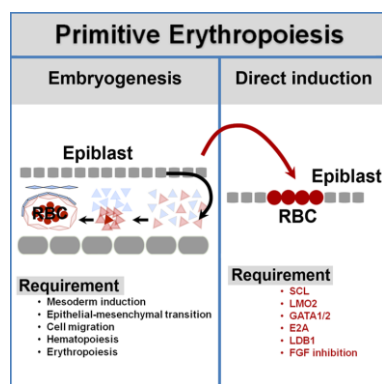 Primitive Erythropoiesis
Embryogenesis
Direct induction
Epiblast
RBC
Requirement
• Mesoderm induction
• Epithelial-mesenchymal transition
• Cell migration
• Hematopoiesis
• Erythropoiesis
Epiblast
RBC
Requirement
• SCL
• LMO2
• GATA1/2
• E2A
• LDB1
• FGF inhibition